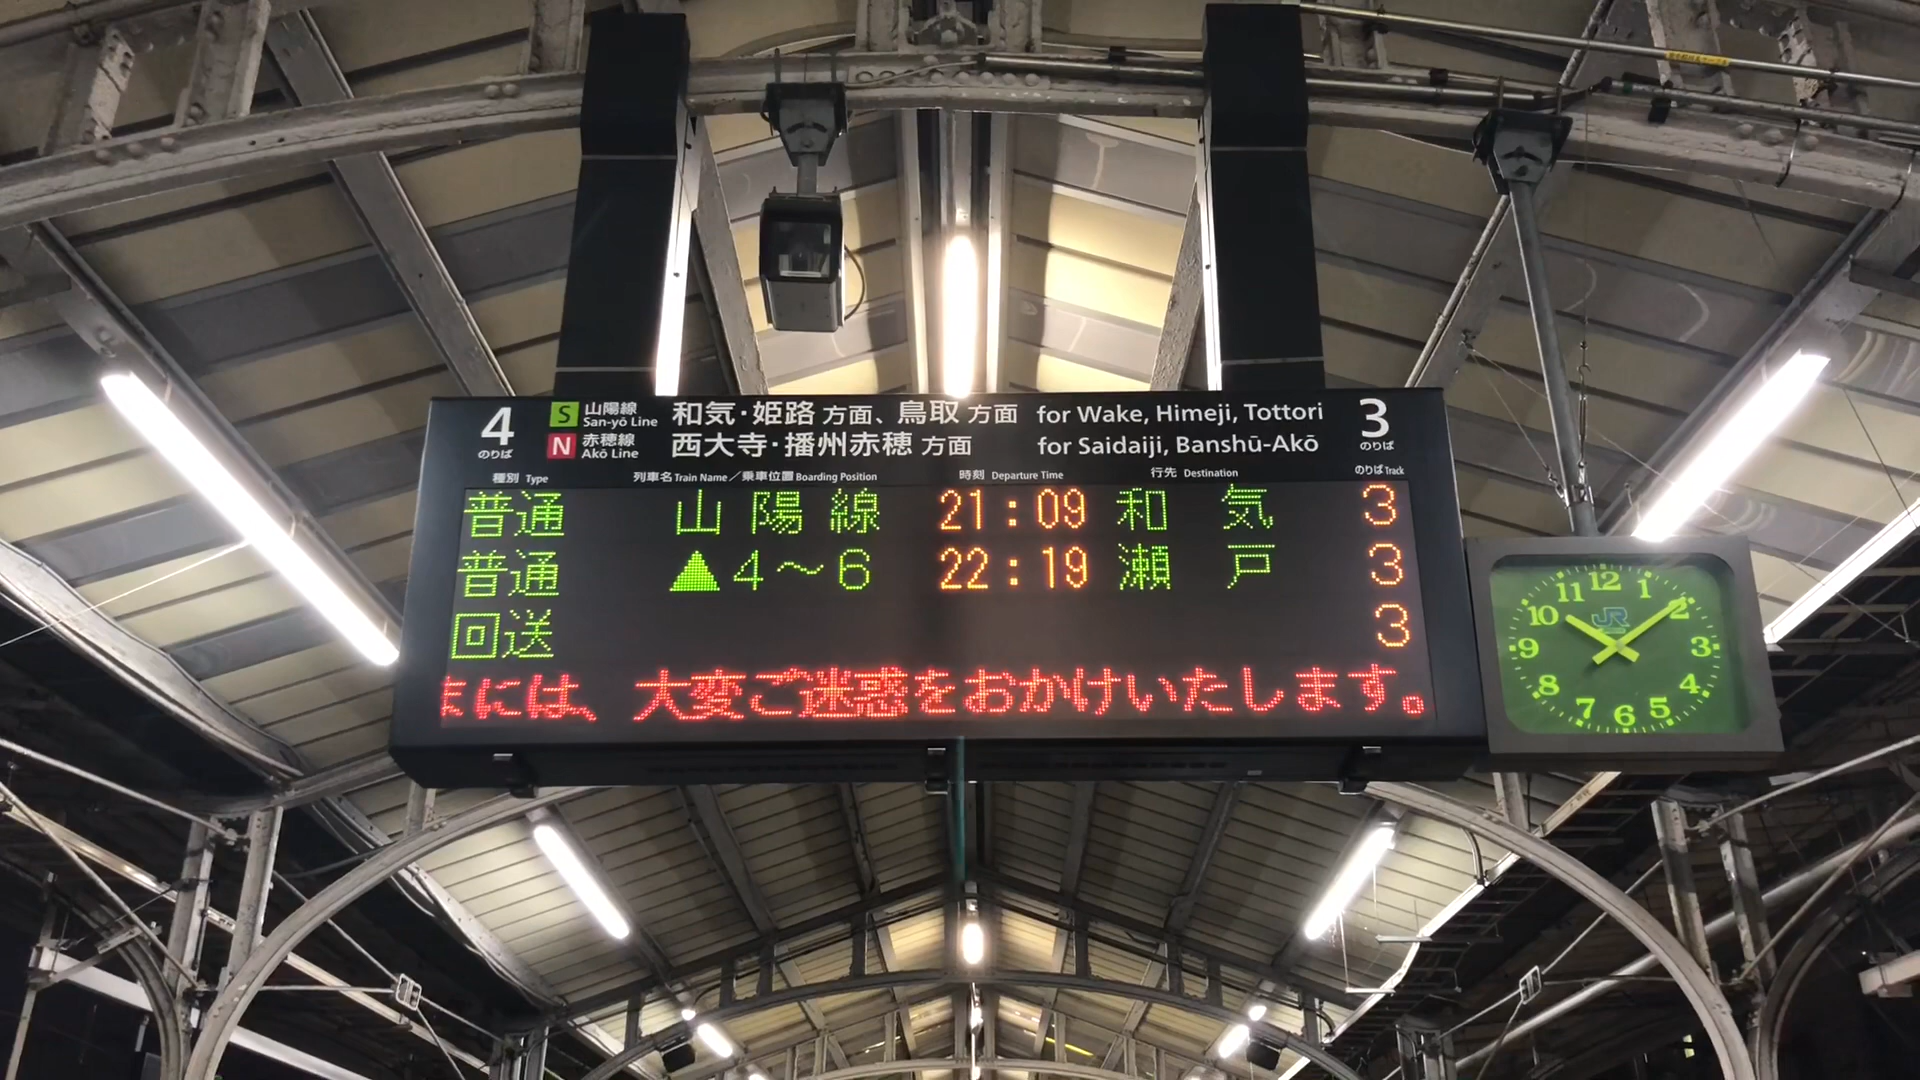 4
のりば
S 山陽線 San-yō Line 和気・姫路 方面、鳥取 方面 for Wake, Himeji, Tottori
N 赤穂線 Akō Line 西大寺・播州赤穂 方面 for Saidaiji, Banshū-Akō
3
のりば
種別 Type 列車名 Train Name/乗車位置 Boarding Position 時刻 Departure Time 行先 Destination のりば Track
普通 山陽線 21:09 和気 3
普通 ▲4~6 22:19 瀬戸 3
回送 3
には、 大変ご迷惑をおかけいたします。
JR
12
1
2
3
4
5
6
7
8
9
10
11